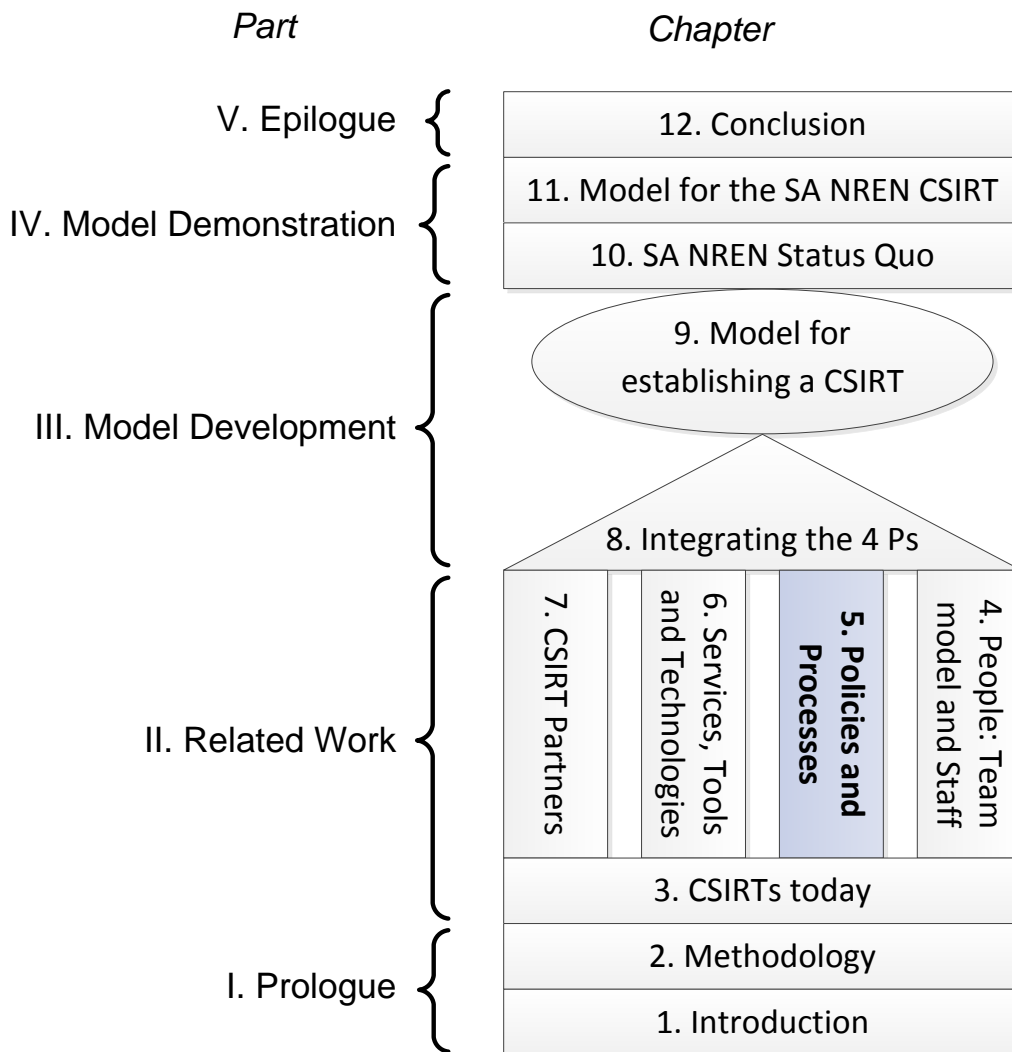 Part
Chapter
V. Epilogue
12. Conclusion
11. Model for the SA NREN CSIRT
IV. Model Demonstration
10. SA NREN Status Quo
9. Model for
establishing a CSIRT
III. Model Development
8. Integrating the 4 Ps
II. Related Work
7. CSIRT Partners
6. Services, Tools
and Technologies
5. Policies and
Processes
4. People: Team
model and Staff
3. CSIRTs today
2. Methodology
I. Prologue
1. Introduction